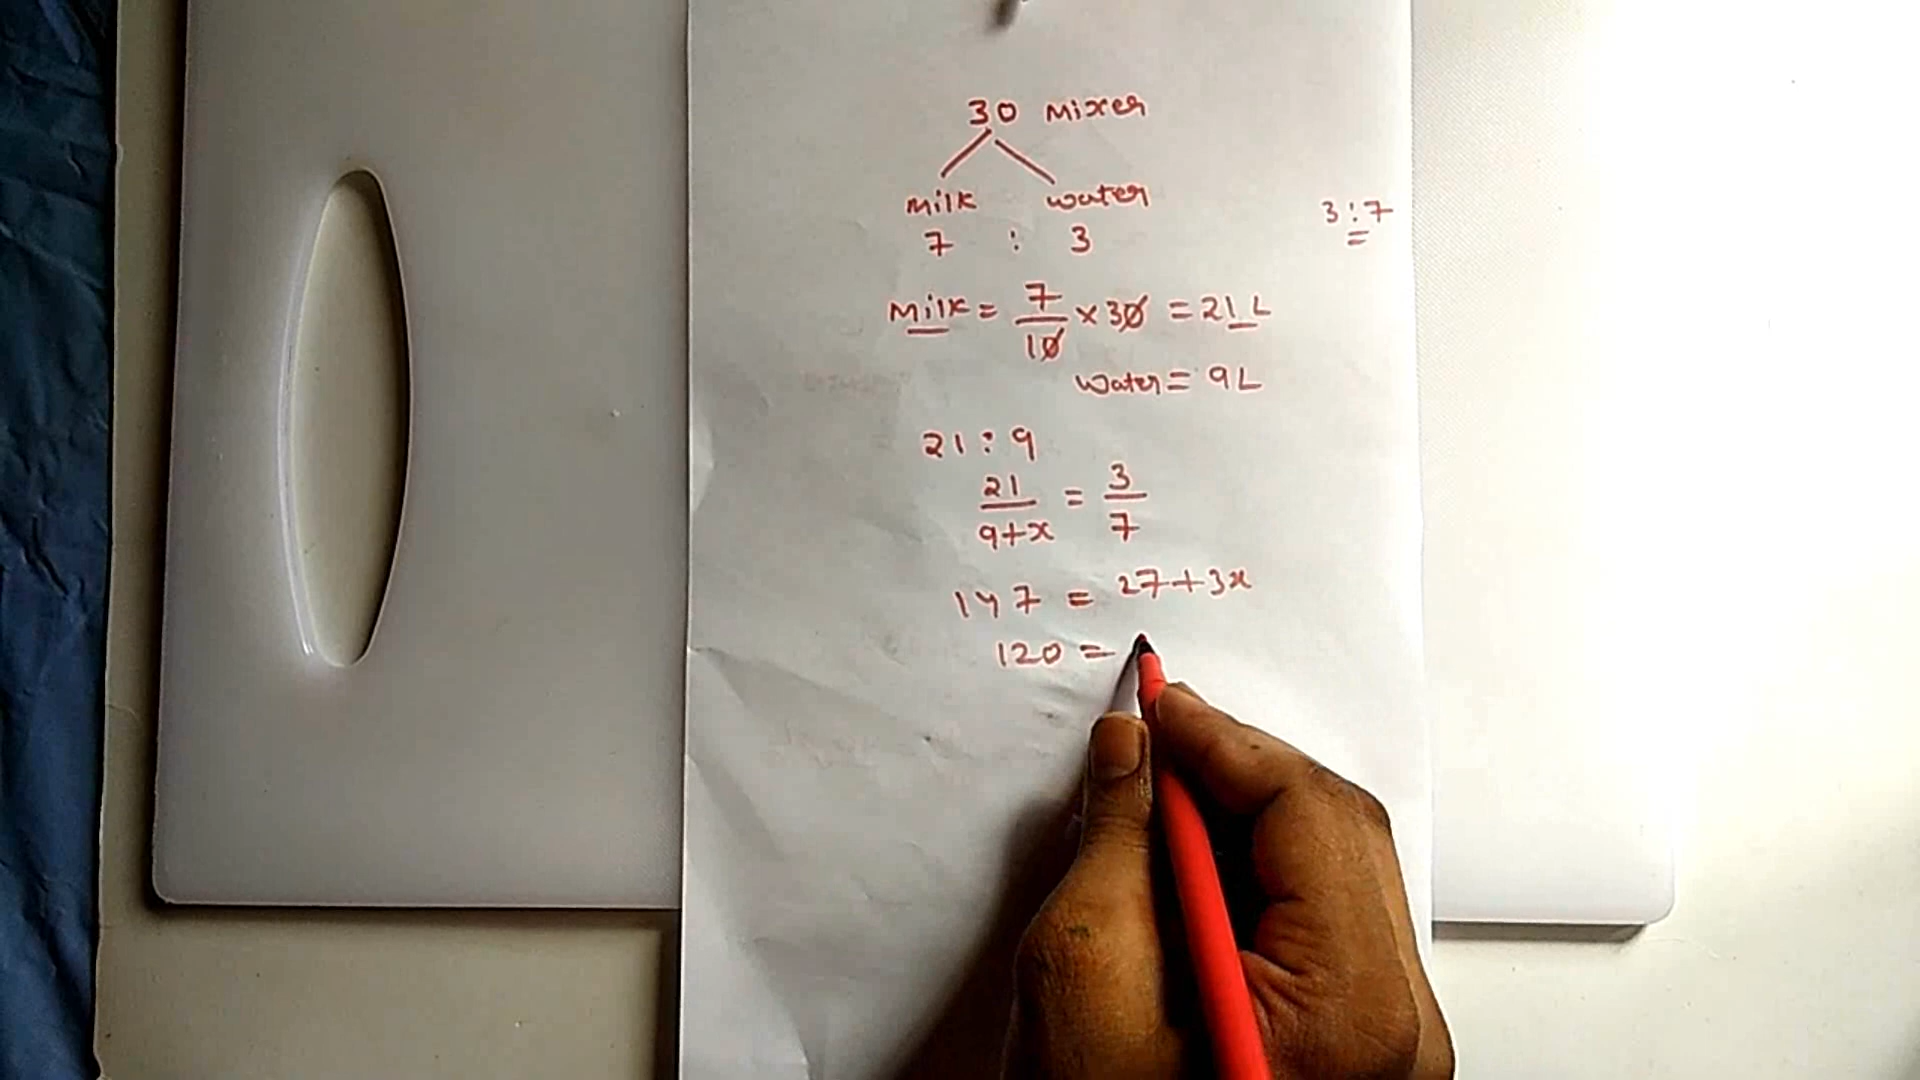 30 Mixer
Milk water
7 : 3
3:7
Milk = 7/10 × 30 = 21 L
water = 9L
21 : 9
21/9+x = 3/7
147 = 27+3x
120 =